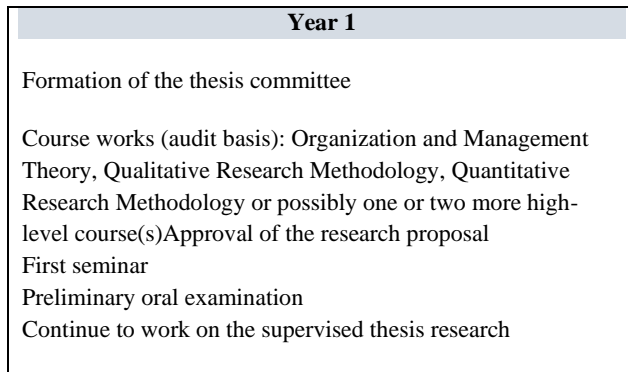 Year 1
Formation of the thesis committee
Course works (audit basis): Organization and Management
Theory, Qualitative Research Methodology, Quantitative
Research Methodology or possibly one or two more high-
level course(s)Approval of the research proposal
First seminar
Preliminary oral examination
Continue to work on the supervised thesis research